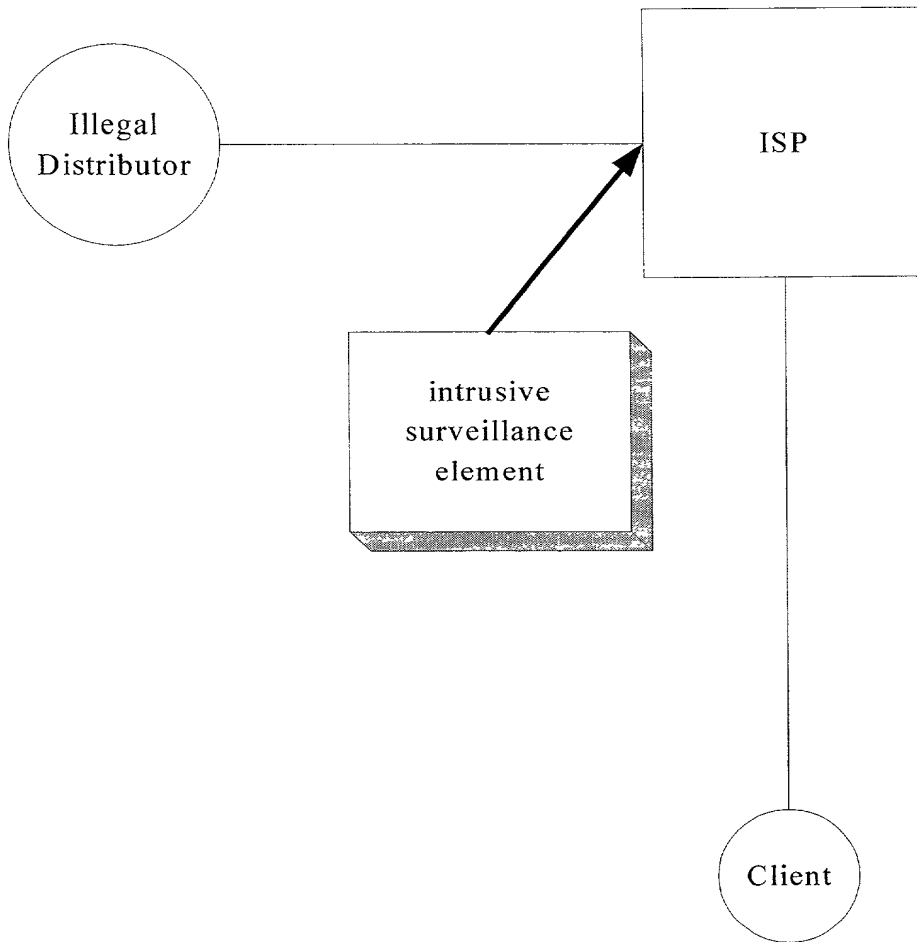 Illegal
Distributor
ISP
intrusive
surveillance
element
Client